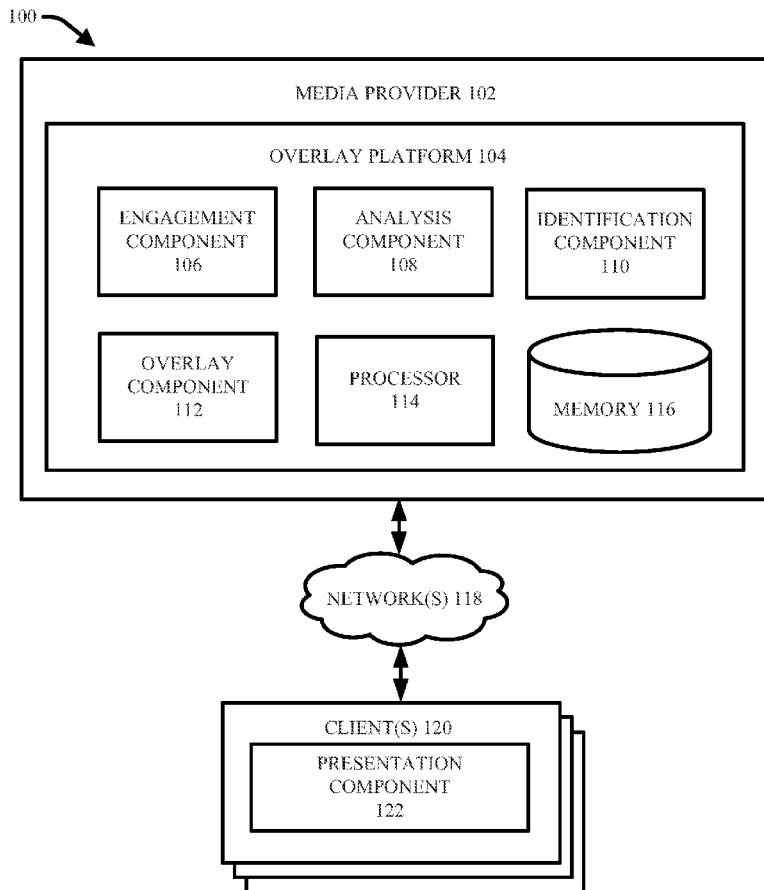 100
MEDIA PROVIDER 102
OVERLAY PLATFORM 104
ENGAGEMENT
COMPONENT
106
ANALYSIS
COMPONENT
108
IDENTIFICATION
COMPONENT
110
OVERLAY
COMPONENT
112
PROCESSOR
114
MEMORY 116
NETWORK(S) 118
CLIENT(S) 120
PRESENTATION
COMPONENT
122